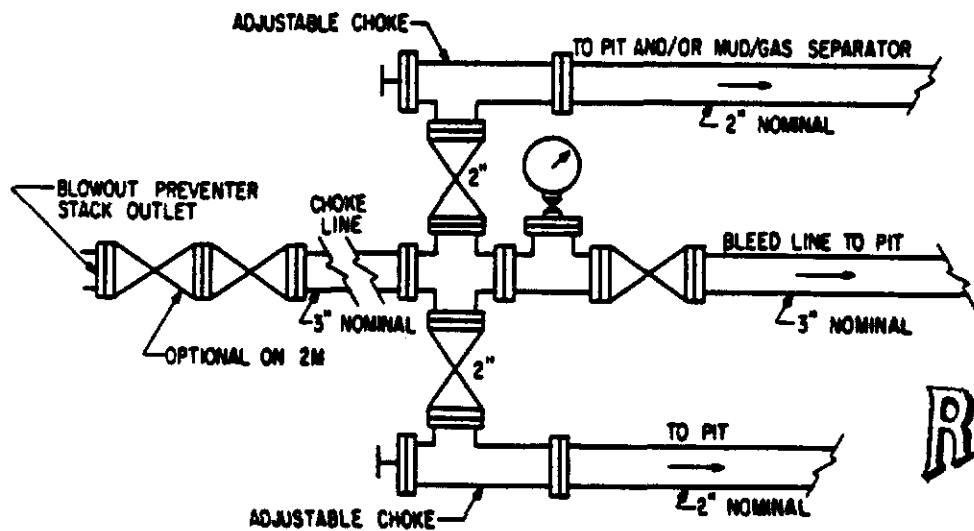 ADJUSTABLE CHOKE
TO PIT AND/OR MUD/GAS SEPARATOR
2" NOMINAL
2"
BLOWOUT PREVENTER
STACK OUTLET
CHOKE
LINE
BLEED LINE TO PIT
3" NOMINAL
3" NOMINAL
OPTIONAL ON 2M
2"
R
TO PIT
2" NOMINAL
ADJUSTABLE CHOKE